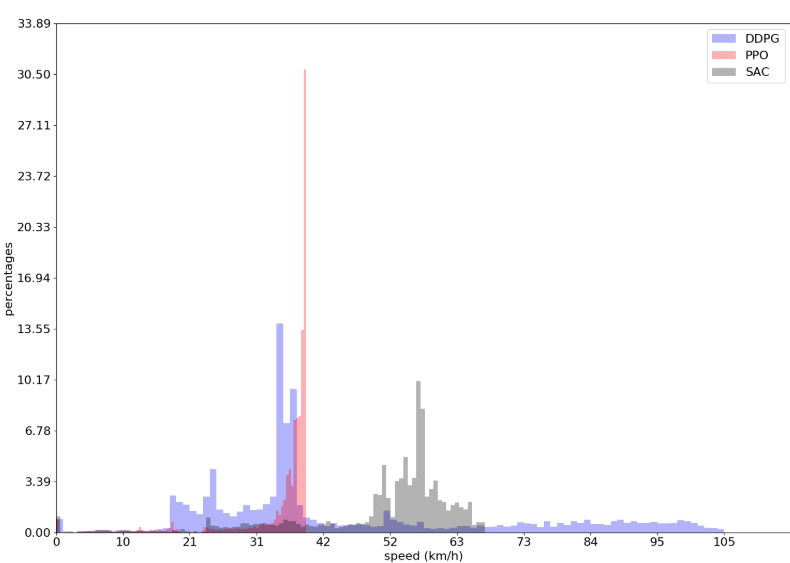 33.89
30.50
27.11
23.72
20.33
16.94
13.55
10.17
6.78
3.39
0.00
percentages
DDPG
PPO
SAC
0 10 21 31 42 52 63 73 84 95 105
speed (km/h)